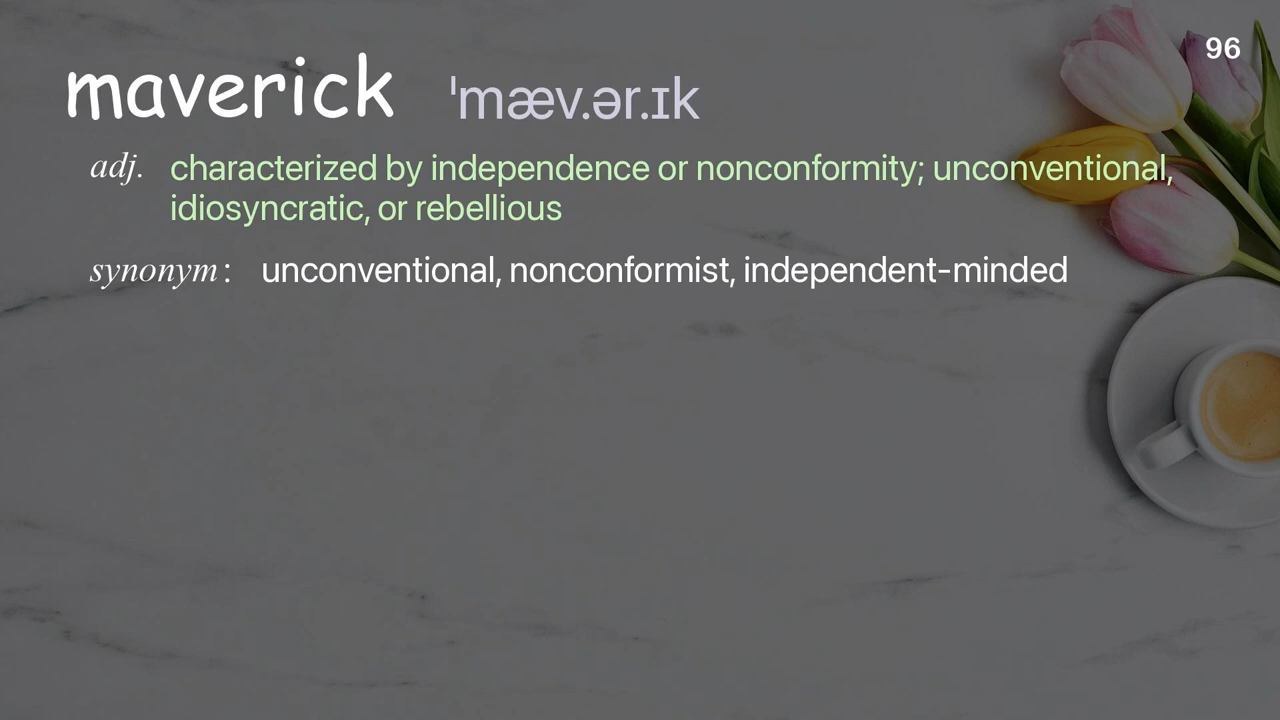 96
maverick ˈmæv.ər.ɪk
adj. characterized by independence or nonconformity; unconventional,
idiosyncratic, or rebellious
synonym: unconventional, nonconformist, independent-minded